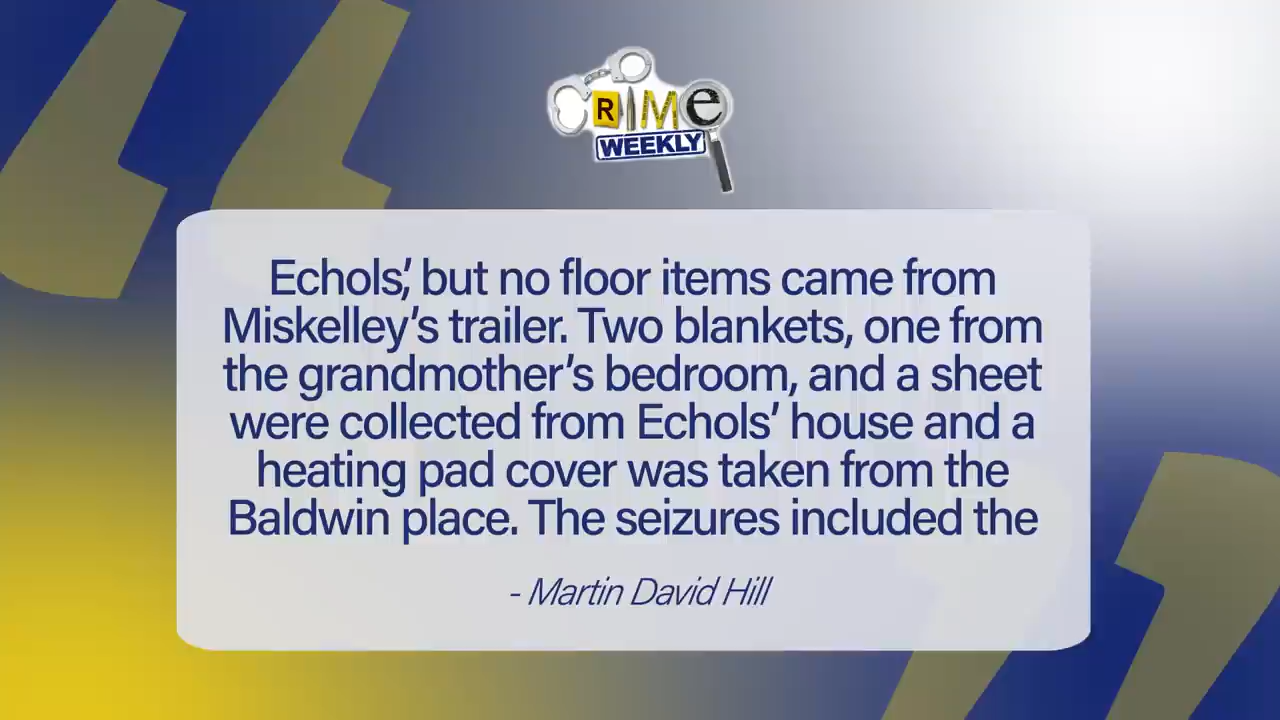 CRIME
WEEKLY
Echols’, but no floor items came from
Miskelley’s trailer. Two blankets, one from
the grandmother’s bedroom, and a sheet
were collected from Echols’ house and a
heating pad cover was taken from the
Baldwin place. The seizures included the
- Martin David Hill